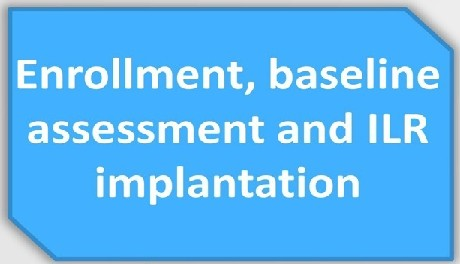 Enrollment, baseline
assessment and ILR
implantation